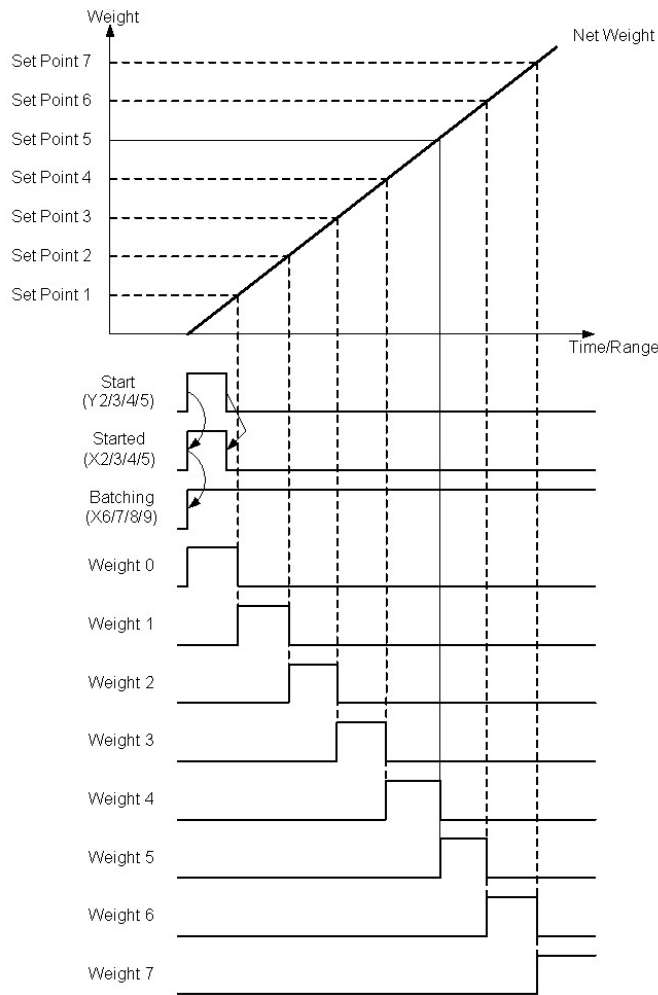 Weight
Net Weight
Set Point 7
Set Point 6
Set Point 5
Set Point 4
Set Point 3
Set Point 2
Set Point 1
Time/Range
Start
(Y2/3/4/5)
Started
(X2/3/4/5)
Batching
(X6/7/8/9)
Weight 0
Weight 1
Weight 2
Weight 3
Weight 4
Weight 5
Weight 6
Weight 7